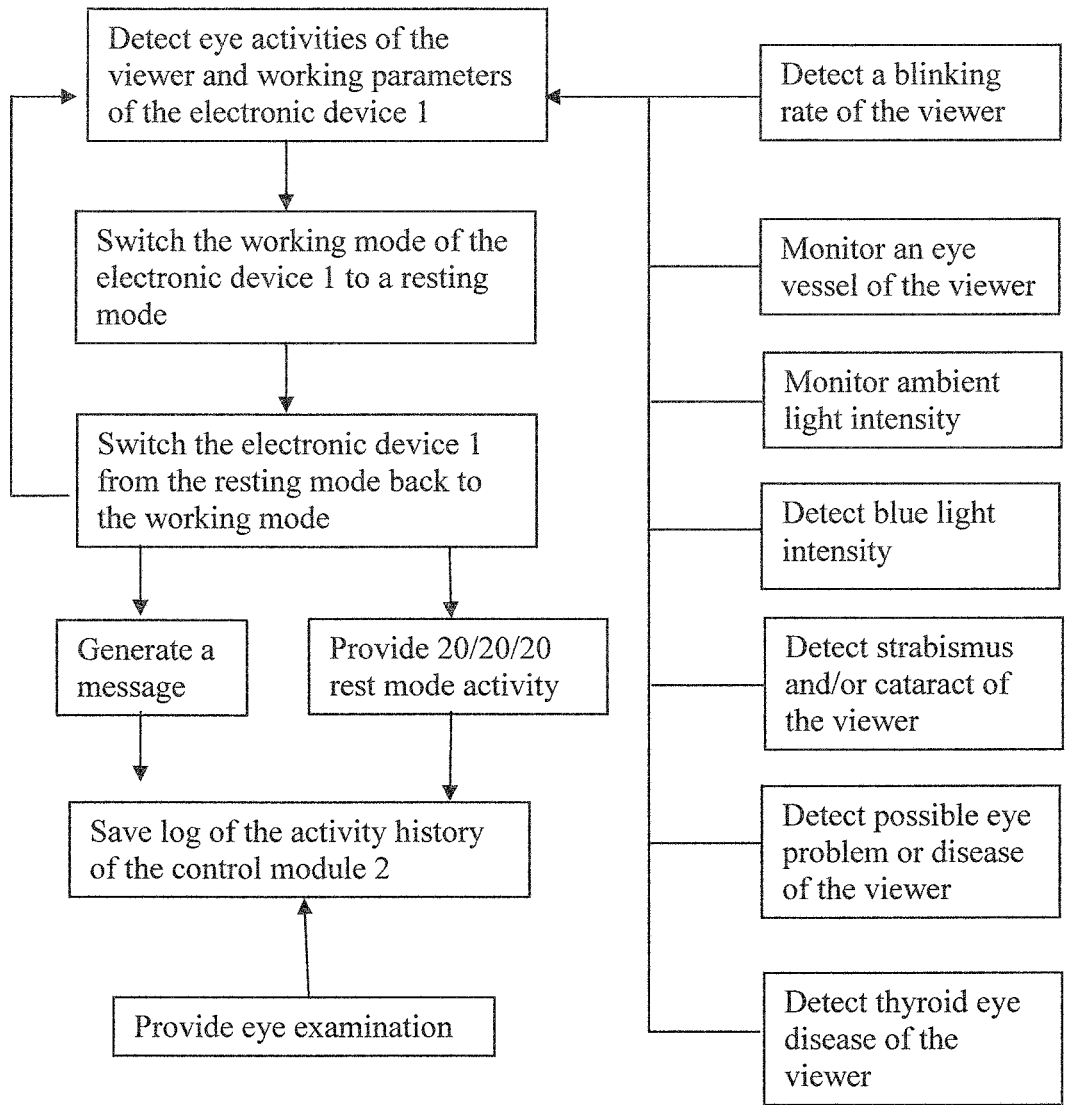 Detect eye activities of the
viewer and working parameters
of the electronic device 1
Switch the working mode of the
electronic device 1 to a resting
mode
Switch the electronic device 1
from the resting mode back to
the working mode
Generate a
message
Provide 20/20/20
rest mode activity
Save log of the activity history
of the control module 2
Provide eye examination
Detect a blinking
rate of the viewer
Monitor an eye
vessel of the viewer
Monitor ambient
light intensity
Detect blue light
intensity
Detect strabismus
and/or cataract of
the viewer
Detect possible eye
problem or disease
of the viewer
Detect thyroid eye
disease of the
viewer